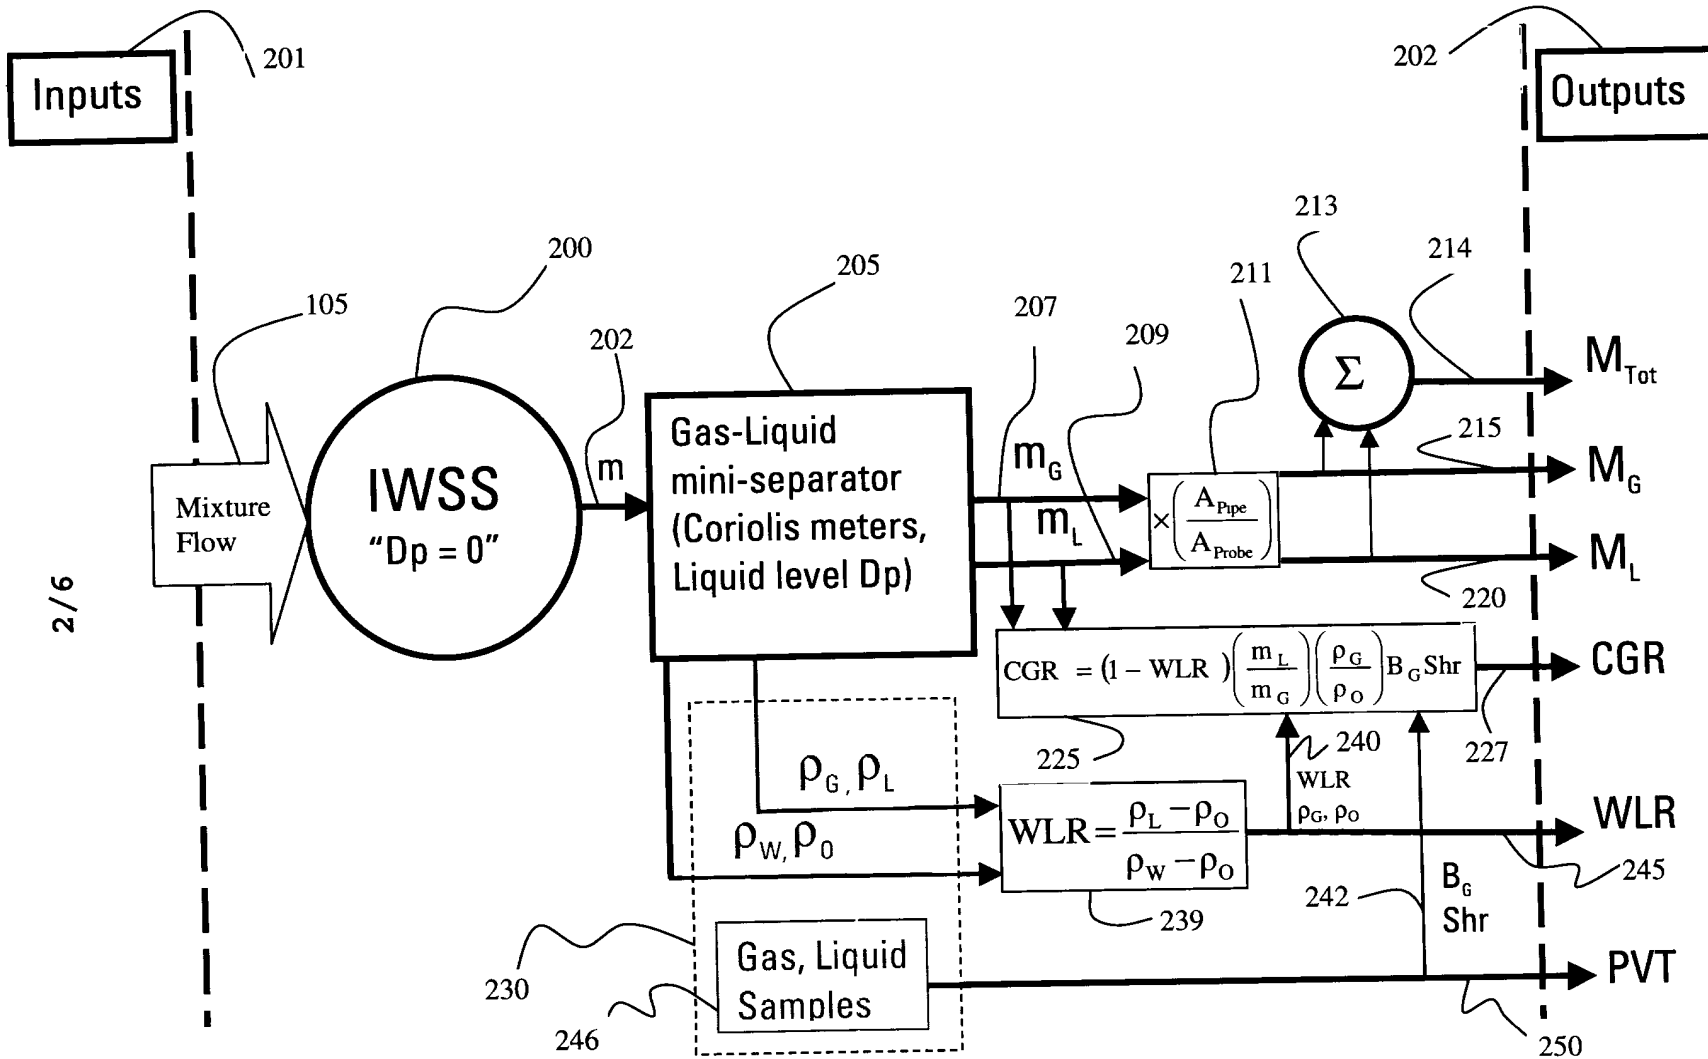 201
202
Inputs
Outputs
213
200
205
211
214
105
202
207
209
Σ
M_Tot
Gas-Liquid
mini-separator
(Coriolis meters,
Liquid level Dp)
m
m_G
m_L
215
M_G
IWSS
“Dp = 0”
Mixture
Flow
×(A_Pipe / A_Probe)
M_L
220
2/6
CGR = (1 – WLR)(m_L / m_G)(ρ_G / ρ_O) B_G Shr
CGR
225
240
227
WLR
ρ_G, ρ_O
ρ_G, ρ_L
ρ_W, ρ_0
WLR = (ρ_L – ρ_O) / (ρ_W – ρ_O)
WLR
245
239
242
B_G
Shr
Gas, Liquid
Samples
PVT
230
246
250